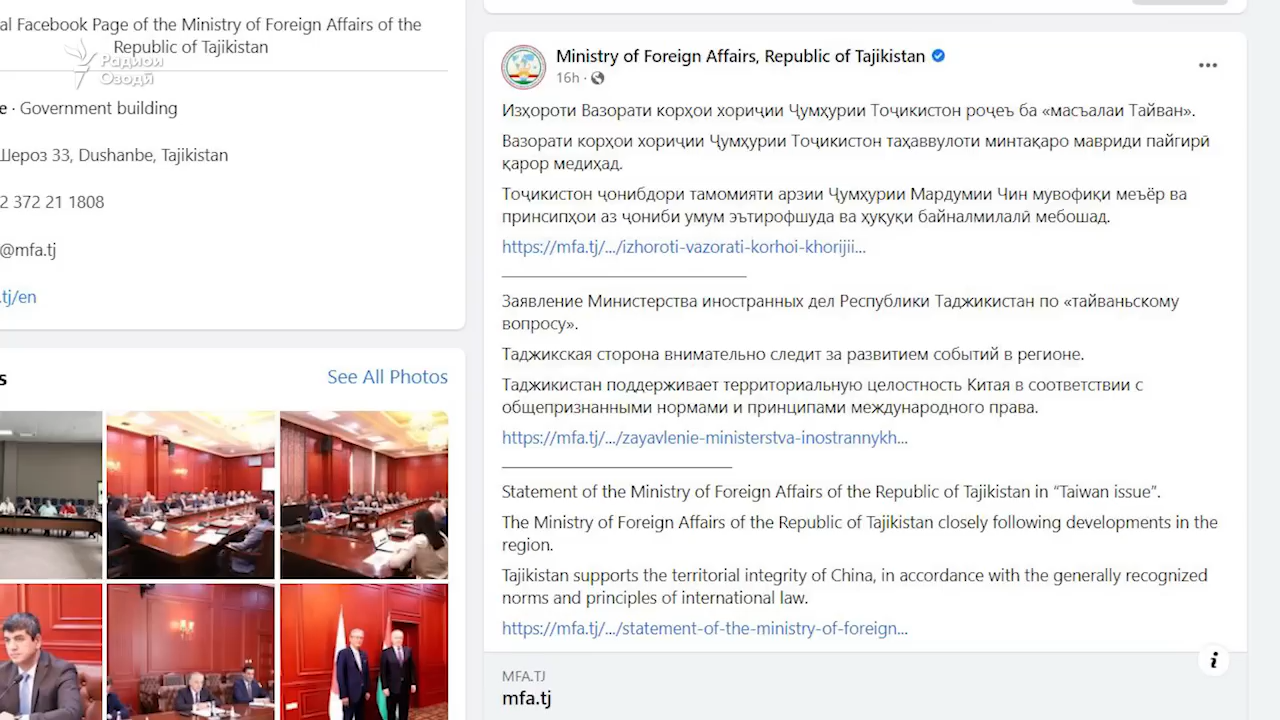 al Facebook Page of the Ministry of Foreign Affairs of the
Republic of Tajikistan
Радиои
Озодӣ
e · Government building
Шероз 33, Dushanbe, Tajikistan
2 372 21 1808
@mfa.tj
.tj/en
s
See All Photos
Ministry of Foreign Affairs, Republic of Tajikistan
16h ·
Изҳороти Вазорати корҳои хориҷии Ҷумҳурии Тоҷикистон роҷеъ ба «масъалаи Тайван».
Вазорати корҳои хориҷии Ҷумҳурии Тоҷикистон таҳаввулоти минтақаро мавриди пайгирӣ
қарор медиҳад.
Тоҷикистон ҷонибдори тамомияти арзии Ҷумҳурии Мардумии Чин мувофиқи меъёр ва
принсипҳои аз ҷониби умум эътирофшуда ва ҳуқуқи байналмилалӣ мебошад.
https://mfa.tj/.../izhoroti-vazorati-korhoi-khorijii...
Заявление Министерства иностранных дел Республики Таджикистан по «тайваньскому
вопросу».
Таджикская сторона внимательно следит за развитием событий в регионе.
Таджикистан поддерживает территориальную целостность Китая в соответствии с
общепризнанными нормами и принципами международного права.
https://mfa.tj/.../zayavlenie-ministerstva-inostrannykh...
Statement of the Ministry of Foreign Affairs of the Republic of Tajikistan in “Taiwan issue”.
The Ministry of Foreign Affairs of the Republic of Tajikistan closely following developments in the
region.
Tajikistan supports the territorial integrity of China, in accordance with the generally recognized
norms and principles of international law.
https://mfa.tj/.../statement-of-the-ministry-of-foreign...
MFA.TJ
mfa.tj